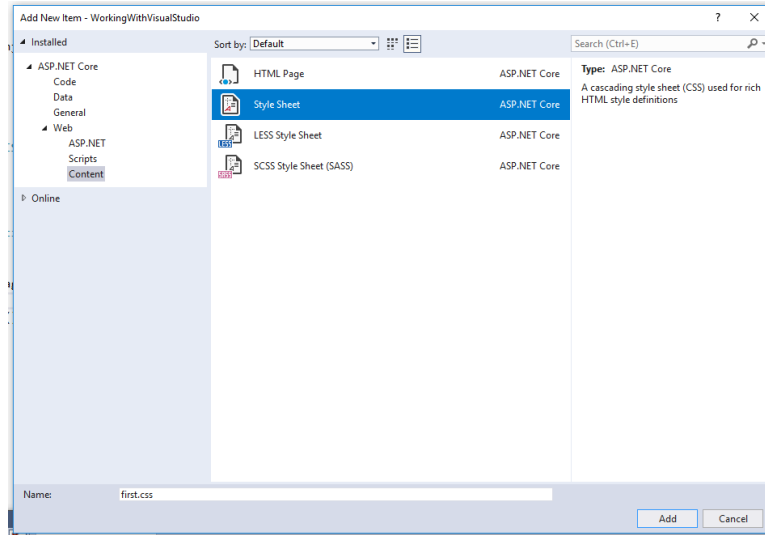 Add New Item - WorkingWithVisualStudio
? X
Installed
Sort by: Default
Search (Ctrl+E)
ASP.NET Core
Code
Data
General
Web
ASP.NET
Scripts
Content
Online
HTML Page ASP.NET Core
Style Sheet ASP.NET Core
LESS Style Sheet ASP.NET Core
SCSS Style Sheet (SASS) ASP.NET Core
Type: ASP.NET Core
A cascading style sheet (CSS) used for rich
HTML style definitions
Name: first.css
Add Cancel